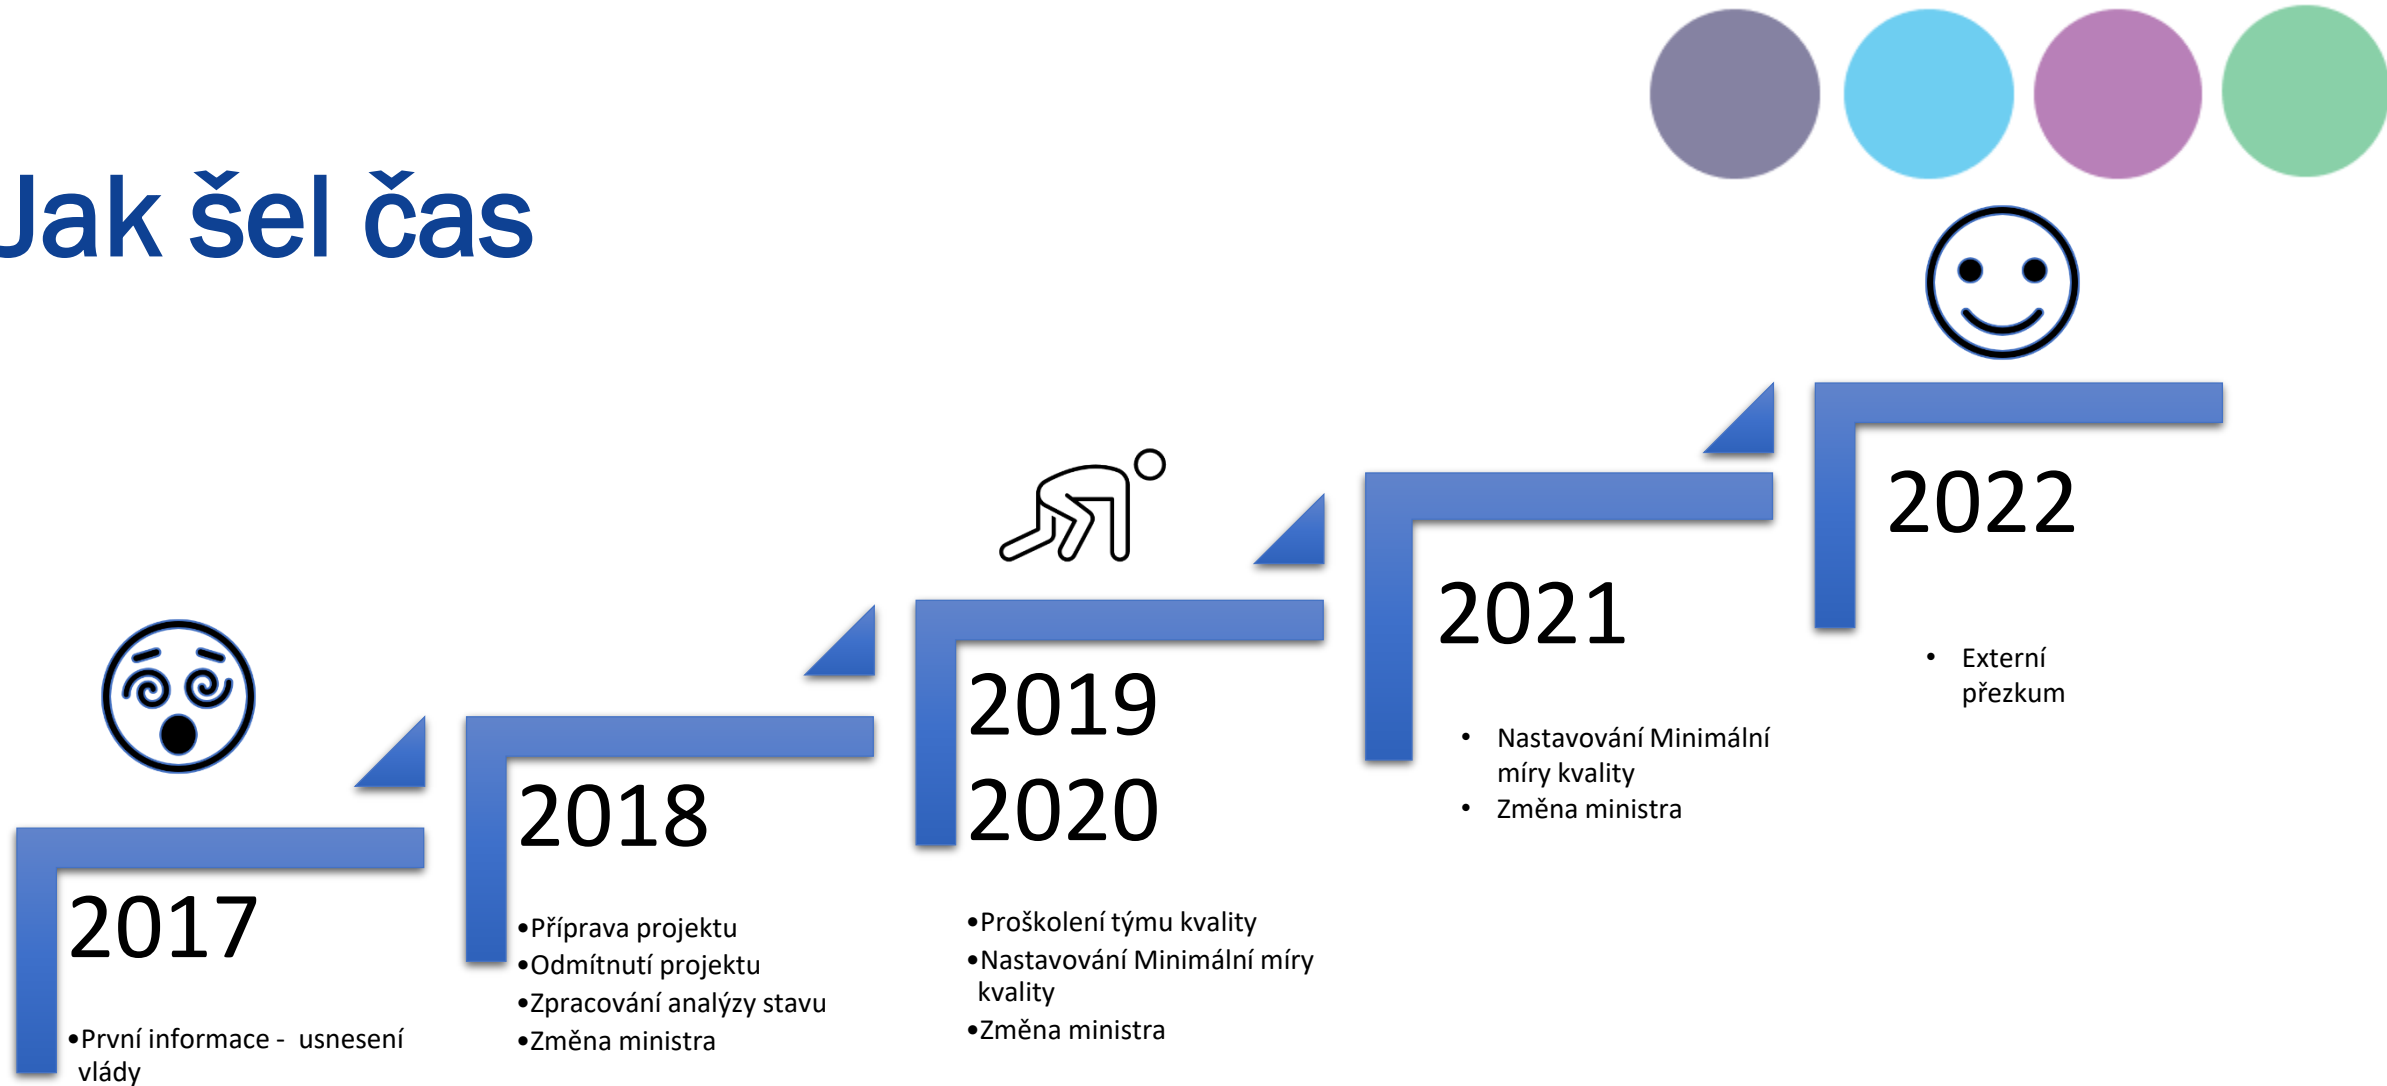 Jak šel čas
2017
•První informace - usnesení
vlády
2018
•Příprava projektu
•Odmítnutí projektu
•Zpracování analýzy stavu
•Změna ministra
2019
2020
•Proškolení týmu kvality
•Nastavování Minimální míry
kvality
•Změna ministra
2021
• Nastavování Minimální
míry kvality
• Změna ministra
2022
• Externí
přezkum